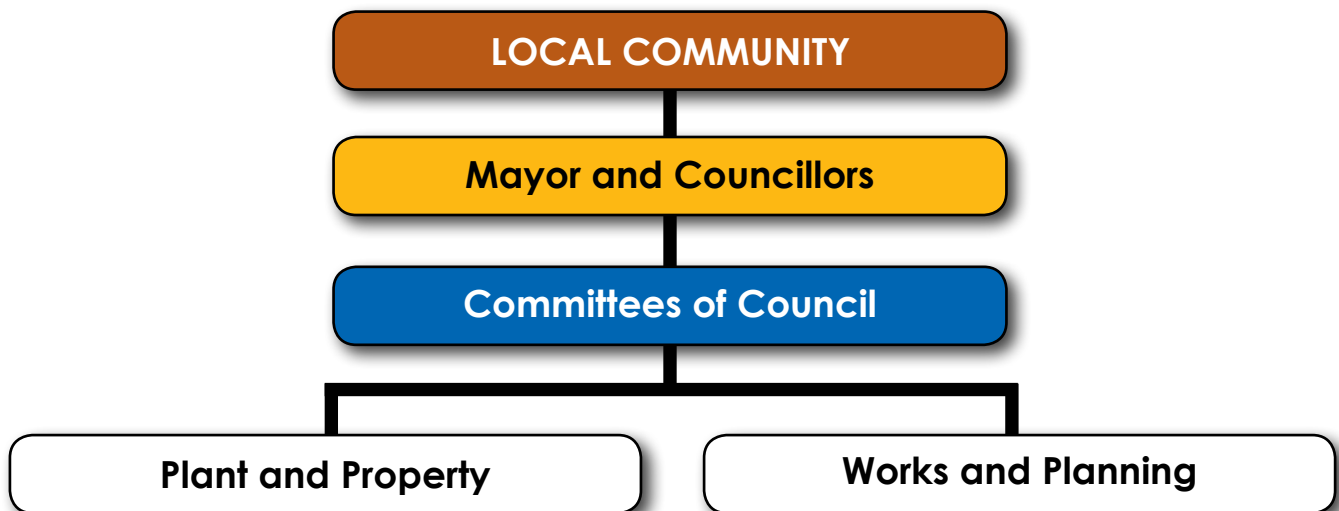 LOCAL COMMUNITY
Mayor and Councillors
Committees of Council
Plant and Property
Works and Planning